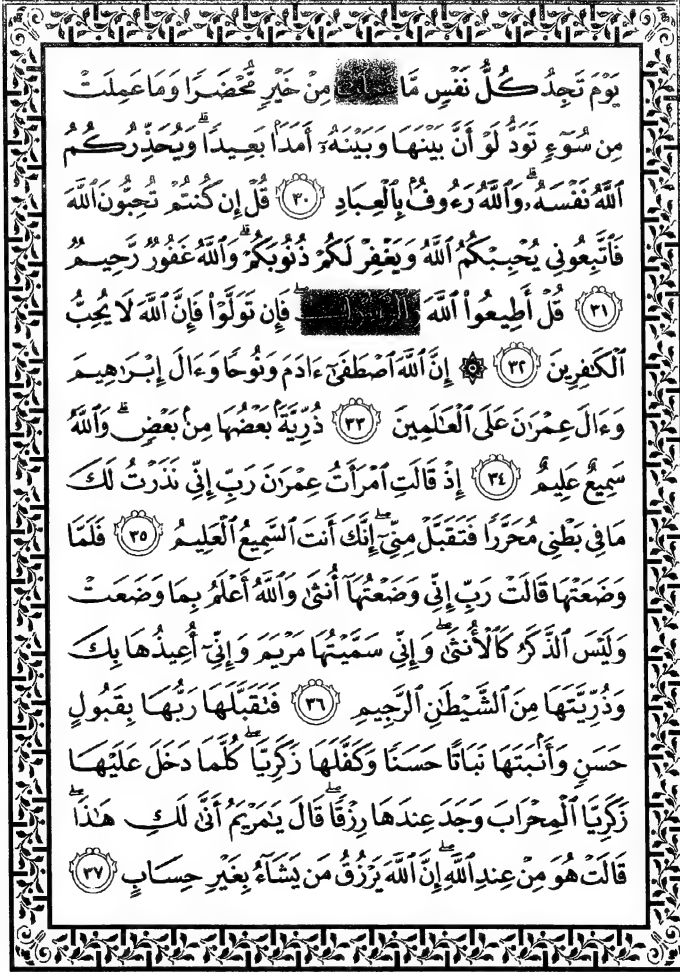 يَوْمَ تَجِدُ كُلُّ نَفْسٍ مَّا مِنْ خَيْرٍ مُّحْضَرًا وَمَا عَمِلَتْ
مِن سُوٓءٍ تَوَدُّ لَوْ أَنَّ بَيْنَهَا وَبَيْنَهُۥٓ أَمَدَۢا بَعِيدًا ۗ وَيُحَذِّرُكُمُ
ٱللَّهُ نَفْسَهُۥ ۗ وَٱللَّهُ رَءُوفُۢ بِٱلْعِبَادِ ٣٠ قُلْ إِن كُنتُمْ تُحِبُّونَ ٱللَّهَ
فَٱتَّبِعُونِى يُحْبِبْكُمُ ٱللَّهُ وَيَغْفِرْ لَكُمْ ذُنُوبَكُمْ ۗ وَٱللَّهُ غَفُورٌ رَّحِيمٌ
٣١ قُلْ أَطِيعُوا۟ ٱللَّهَ ۖ فَإِن تَوَلَّوْا۟ فَإِنَّ ٱللَّهَ لَا يُحِبُّ
ٱلْكَٰفِرِينَ ٣٢ ۞ إِنَّ ٱللَّهَ ٱصْطَفَىٰٓ ءَادَمَ وَنُوحًا وَءَالَ إِبْرَٰهِيمَ
وَءَالَ عِمْرَٰنَ عَلَى ٱلْعَٰلَمِينَ ٣٣ ذُرِّيَّةَۢ بَعْضُهَا مِنۢ بَعْضٍ ۗ وَٱللَّهُ
سَمِيعٌ عَلِيمٌ ٣٤ إِذْ قَالَتِ ٱمْرَأَتُ عِمْرَٰنَ رَبِّ إِنِّى نَذَرْتُ لَكَ
مَا فِى بَطْنِى مُحَرَّرًا فَتَقَبَّلْ مِنِّىٓ ۖ إِنَّكَ أَنتَ ٱلسَّمِيعُ ٱلْعَلِيمُ ٣٥ فَلَمَّا
وَضَعَتْهَا قَالَتْ رَبِّ إِنِّى وَضَعْتُهَآ أُنثَىٰ وَٱللَّهُ أَعْلَمُ بِمَا وَضَعَتْ
وَلَيْسَ ٱلذَّكَرُ كَٱلْأُنثَىٰ ۖ وَإِنِّى سَمَّيْتُهَا مَرْيَمَ وَإِنِّىٓ أُعِيذُهَا بِكَ
وَذُرِّيَّتَهَا مِنَ ٱلشَّيْطَٰنِ ٱلرَّجِيمِ ٣٦ فَتَقَبَّلَهَا رَبُّهَا بِقَبُولٍ
حَسَنٍ وَأَنۢبَتَهَا نَبَاتًا حَسَنًا وَكَفَّلَهَا زَكَرِيَّا ۖ كُلَّمَا دَخَلَ عَلَيْهَا
زَكَرِيَّا ٱلْمِحْرَابَ وَجَدَ عِندَهَا رِزْقًا ۖ قَالَ يَٰمَرْيَمُ أَنَّىٰ لَكِ هَٰذَا ۖ
قَالَتْ هُوَ مِنْ عِندِ ٱللَّهِ ۖ إِنَّ ٱللَّهَ يَرْزُقُ مَن يَشَآءُ بِغَيْرِ حِسَابٍ ٣٧